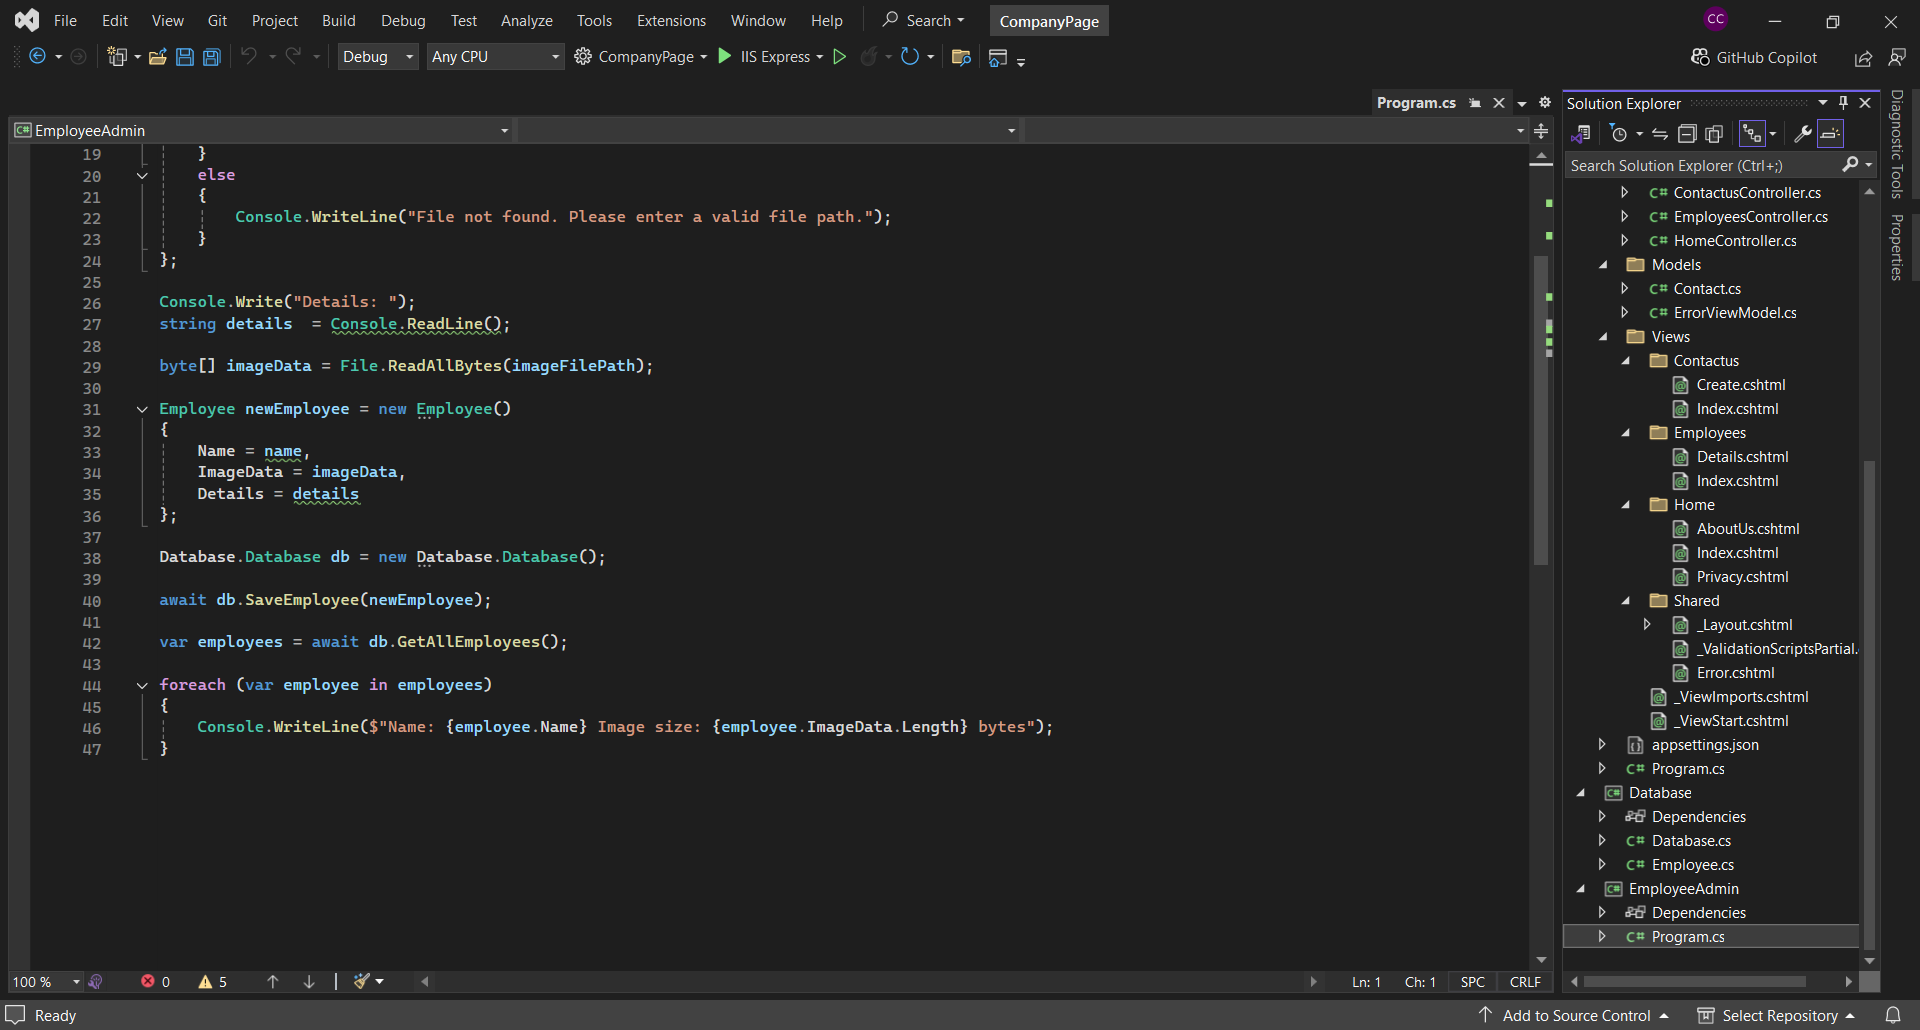 File Edit View Git Project Build Debug Test Analyze Tools Extensions Window Help Search CompanyPage CC
Debug Any CPU CompanyPage IIS Express GitHub Copilot
Program.cs
EmployeeAdmin
19 }
20 else
21 {
22 Console.WriteLine("File not found. Please enter a valid file path.");
23 }
24 };
25
26 Console.Write("Details: ");
27 string details  = Console.ReadLine();
28
29 byte[] imageData = File.ReadAllBytes(imageFilePath);
30
31 Employee newEmployee = new Employee()
32 {
33 Name = name,
34 ImageData = imageData,
35 Details = details
36 };
37
38 Database.Database db = new Database.Database();
39
40 await db.SaveEmployee(newEmployee);
41
42 var employees = await db.GetAllEmployees();
43
44 foreach (var employee in employees)
45 {
46 Console.WriteLine($"Name: {employee.Name} Image size: {employee.ImageData.Length} bytes");
47 }
100 % 0 5 Ln: 1 Ch: 1 SPC CRLF
Solution Explorer
Search Solution Explorer (Ctrl+;)
C# ContactusController.cs
C# EmployeesController.cs
C# HomeController.cs
Models
C# Contact.cs
C# ErrorViewModel.cs
Views
Contactus
Create.cshtml
Index.cshtml
Employees
Details.cshtml
Index.cshtml
Home
AboutUs.cshtml
Index.cshtml
Privacy.cshtml
Shared
_Layout.cshtml
_ValidationScriptsPartial.
Error.cshtml
_ViewImports.cshtml
_ViewStart.cshtml
appsettings.json
C# Program.cs
C# Database
Dependencies
C# Database.cs
C# Employee.cs
C# EmployeeAdmin
Dependencies
C# Program.cs
Diagnostic Tools
Properties
Ready Add to Source Control Select Repository